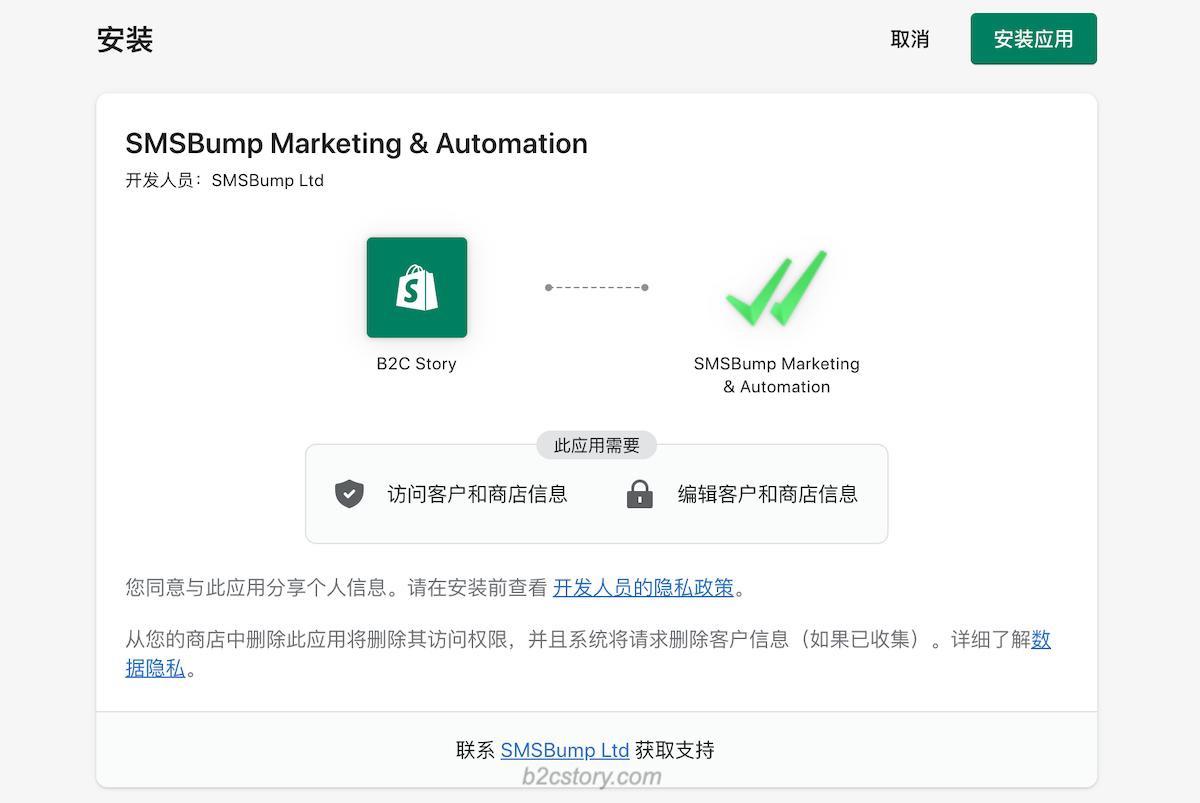 安装
取消
安装应用
SMSBump Marketing & Automation
开发人员：SMSBump Ltd
B2C Story
SMSBump Marketing
& Automation
此应用需要
访问客户和商店信息
编辑客户和商店信息
您同意与此应用分享个人信息。请在安装前查看 开发人员的隐私政策。
从您的商店中删除此应用将删除其访问权限，并且系统将请求删除客户信息（如果已收集）。详细了解数
据隐私。
联系 SMSBump Ltd 获取支持
b2cstory.com